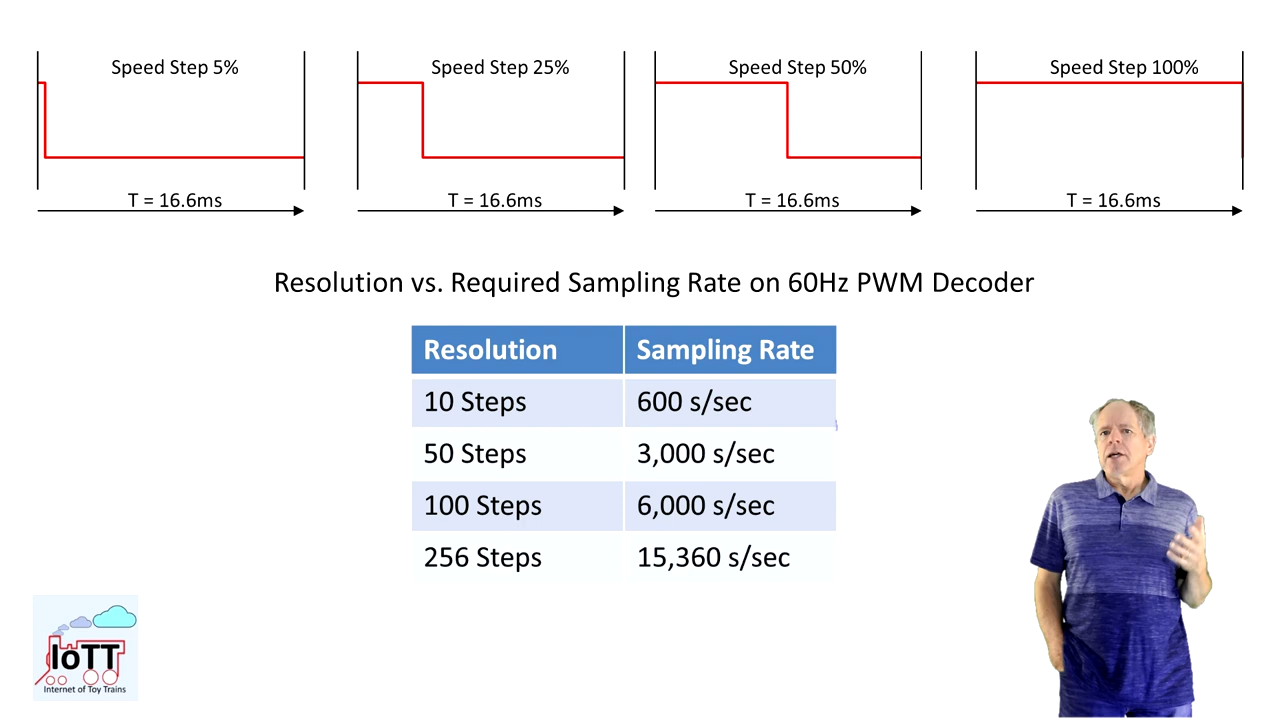 Speed Step 5%
Speed Step 25%
Speed Step 50%
Speed Step 100%
T = 16.6ms
T = 16.6ms
T = 16.6ms
T = 16.6ms
Resolution vs. Required Sampling Rate on 60Hz PWM Decoder
Resolution Sampling Rate
10 Steps 600 s/sec
50 Steps 3,000 s/sec
100 Steps 6,000 s/sec
256 Steps 15,360 s/sec
IoTT
Internet of Toy Trains